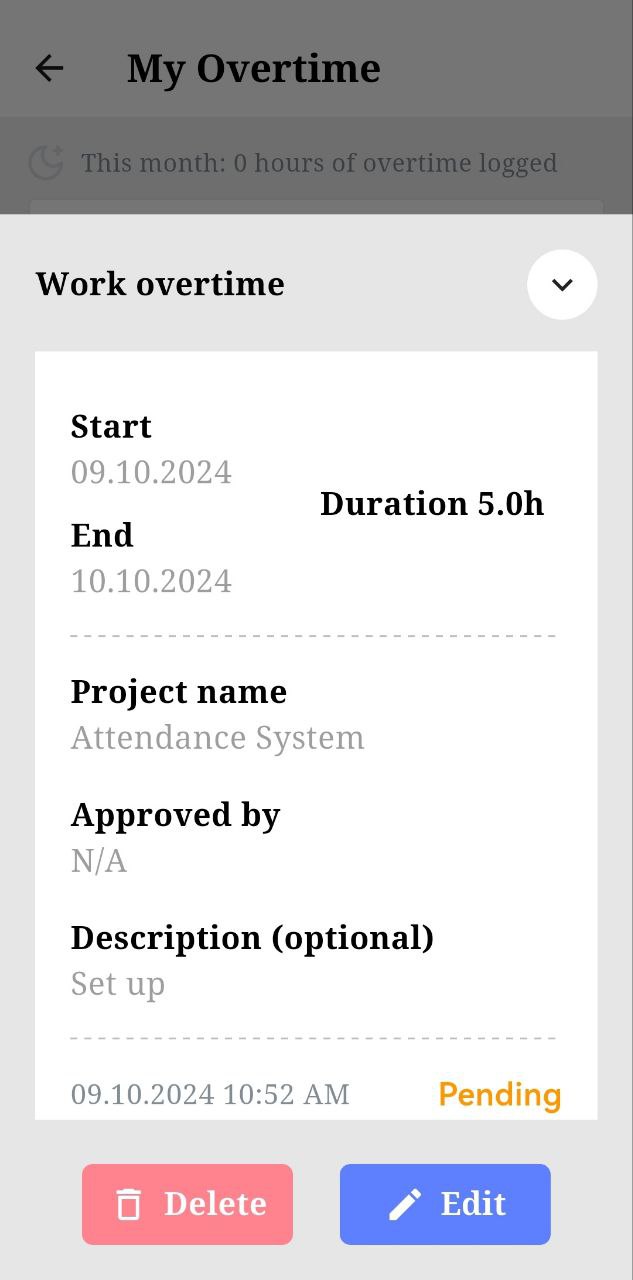 My Overtime
This month: 0 hours of overtime logged
Work overtime
Start
09.10.2024
Duration 5.0h
End
10.10.2024
Project name
Attendance System
Approved by
N/A
Description (optional)
Set up
09.10.2024 10:52 AM
Pending
Delete
Edit